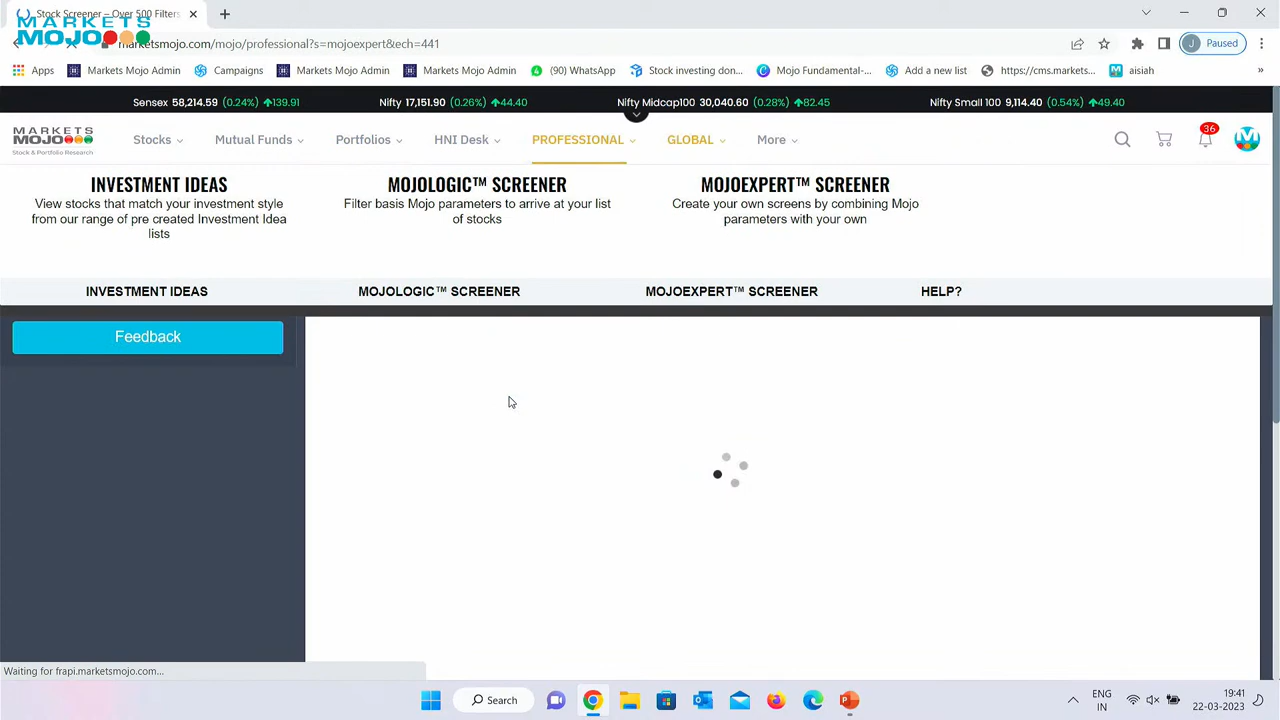 Stock Screener – Over 500 Filters
MARKETS
MOJO
marketsmojo.com/mojo/professional?s=mojoexpert&tech=441
J Paused
Apps Markets Mojo Admin Campaigns Markets Mojo Admin Markets Mojo Admin (90) WhatsApp Stock investing don... Mojo Fundamental-... Add a new list https://cms.markets... aisiah »
Sensex 58,214.59 (0.24%) 139.91 Nifty 17,151.90 (0.26%) 44.40 Nifty Midcap100 30,040.60 (0.28%) 82.45 Nifty Small 100 9,114.40 (0.54%) 49.40
MARKETS
MOJO
Stock & Portfolio Research
Stocks Mutual Funds Portfolios HNI Desk PROFESSIONAL GLOBAL More 36
INVESTMENT IDEAS
View stocks that match your investment style
from our range of pre created Investment Idea
lists
MOJOLOGIC™ SCREENER
Filter basis Mojo parameters to arrive at your list
of stocks
MOJOEXPERT™ SCREENER
Create your own screens by combining Mojo
parameters with your own
INVESTMENT IDEAS MOJOLOGIC™ SCREENER MOJOEXPERT™ SCREENER HELP?
Feedback
Waiting for frapi.marketsmojo.com...
Search
ENG
IN
19:41
22-03-2023